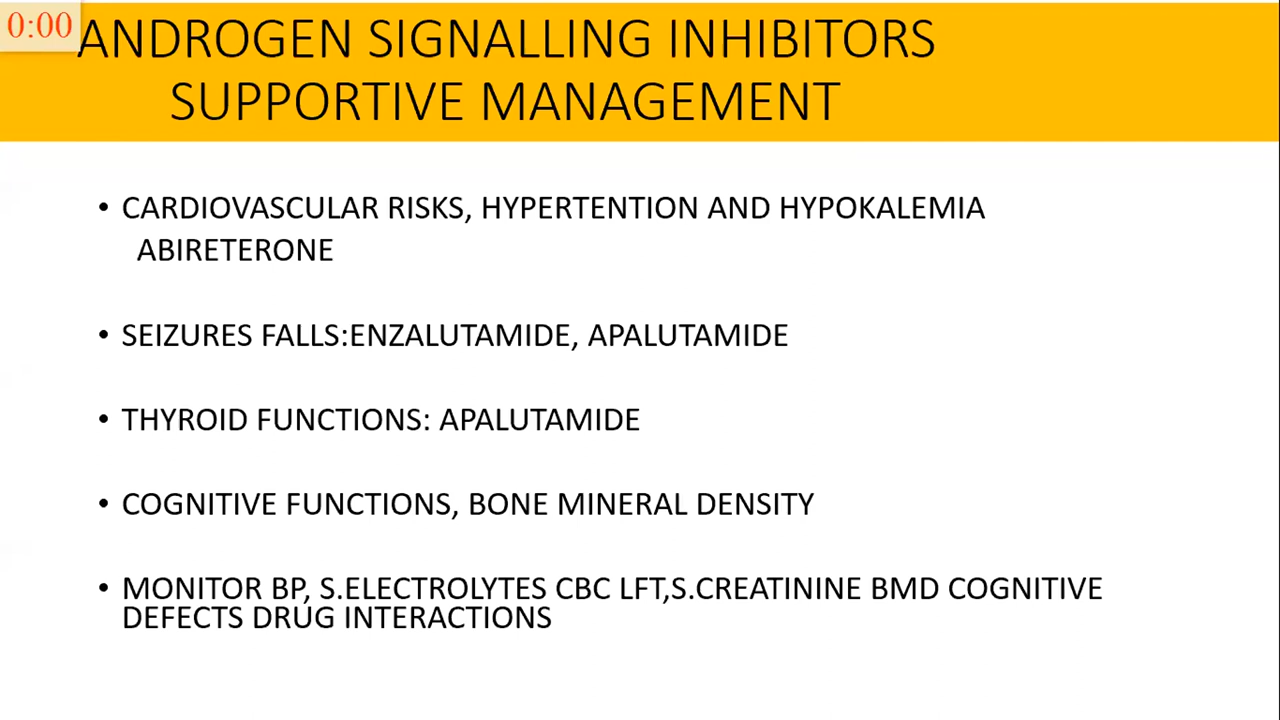 0:00
ANDROGEN SIGNALLING INHIBITORS
SUPPORTIVE MANAGEMENT
• CARDIOVASCULAR RISKS, HYPERTENTION AND HYPOKALEMIA
ABIRETERONE
• SEIZURES FALLS:ENZALUTAMIDE, APALUTAMIDE
• THYROID FUNCTIONS: APALUTAMIDE
• COGNITIVE FUNCTIONS, BONE MINERAL DENSITY
• MONITOR BP, S.ELECTROLYTES CBC LFT,S.CREATININE BMD COGNITIVE
DEFECTS DRUG INTERACTIONS